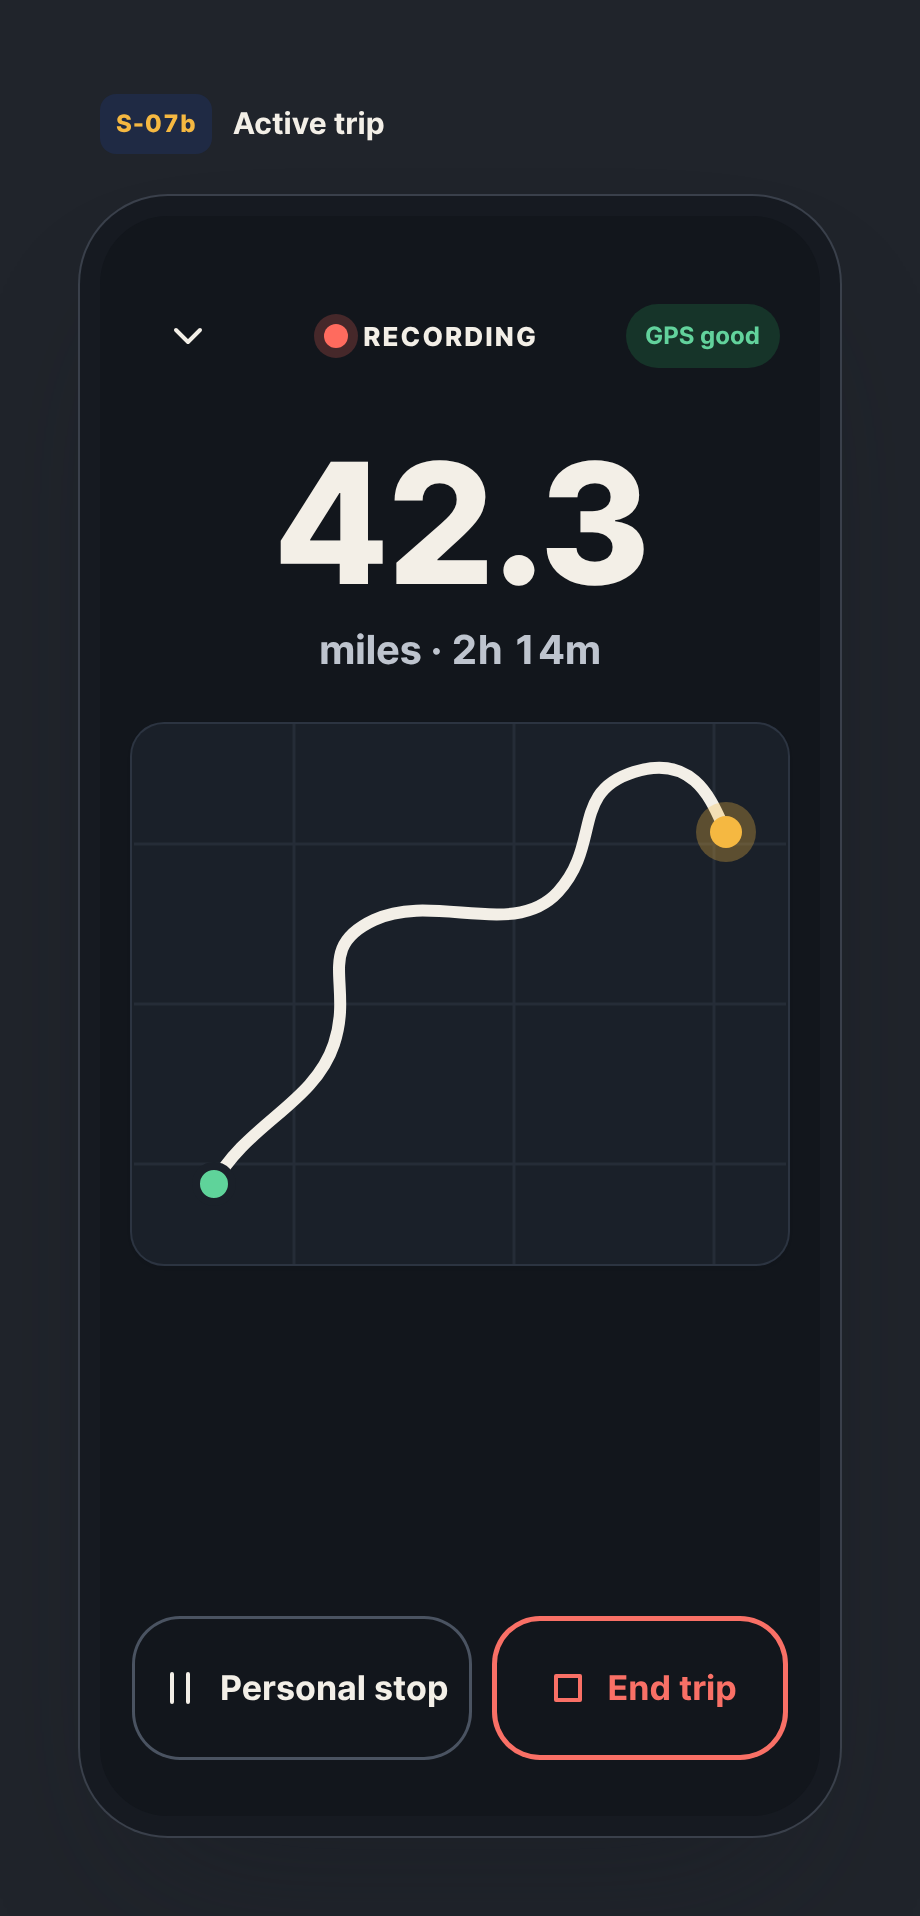 S-07b Active trip
RECORDING GPS good
42.3
miles · 2h 14m
Personal stop End trip